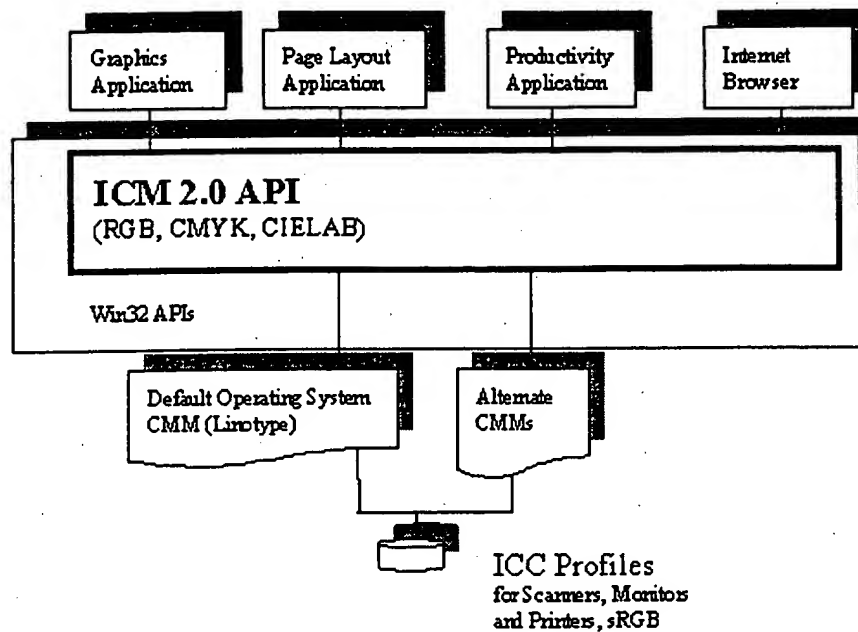 Graphics
Application
Page Layout
Application
Productivity
Application
Internet
Browser
ICM 2.0 API
(RGB, CMYK, CIELAB)
Win32 APIs
Default Operating System
CMM (Linotype)
Alternate
CMMs
ICC Profiles
for Scanners, Monitors
and Printers, sRGB